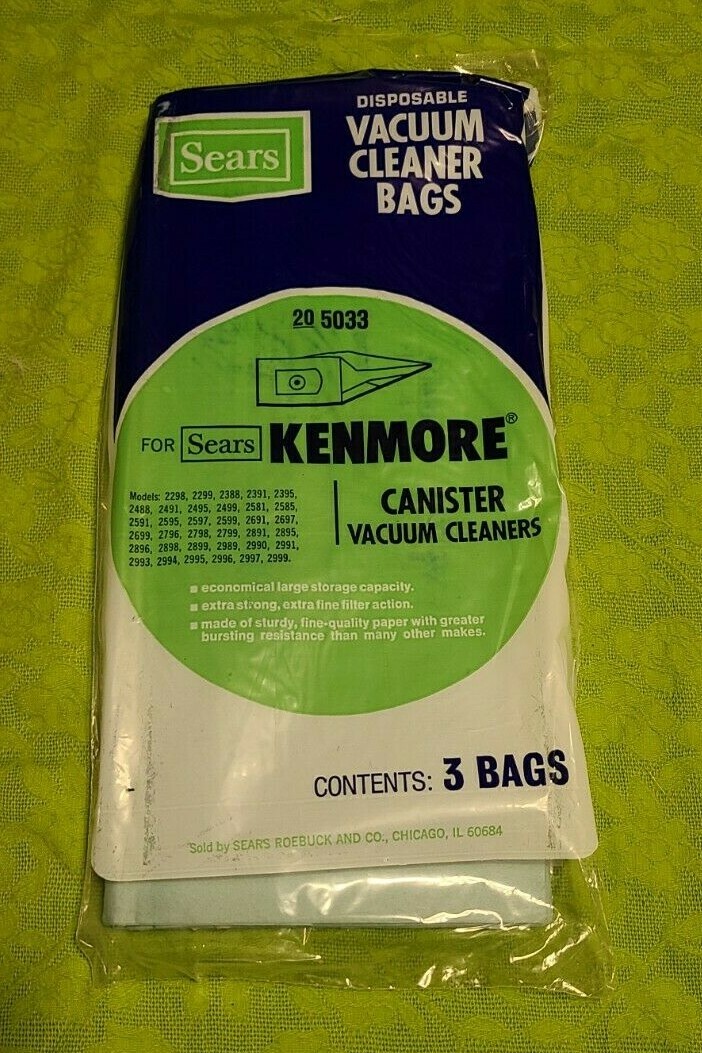 Sears
DISPOSABLE
VACUUM
CLEANER
BAGS
20 5033
FOR Sears KENMORE®
Models: 2298, 2299, 2388, 2391, 2395,
2488, 2491, 2495, 2499, 2581, 2585,
2591, 2595, 2597, 2599, 2691, 2697,
2699, 2796, 2798, 2799, 2891, 2895,
2896, 2898, 2899, 2989, 2990, 2991,
2993, 2994, 2995, 2996, 2997, 2999.
CANISTER
VACUUM CLEANERS
■ economical large storage capacity.
■ extra strong, extra fine filter action.
■ made of sturdy, fine-quality paper with greater
bursting resistance than many other makes.
CONTENTS: 3 BAGS
Sold by SEARS ROEBUCK AND CO., CHICAGO, IL 60684